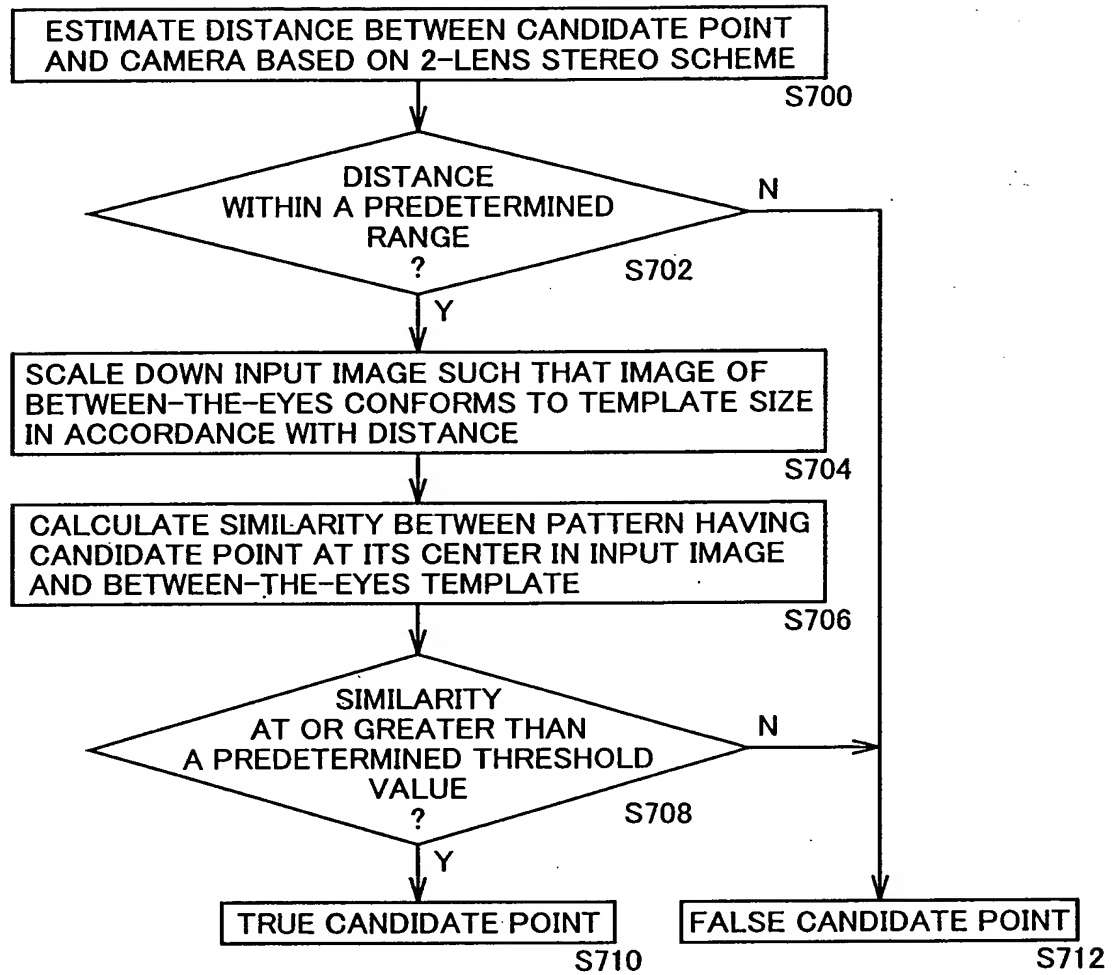 ESTIMATE DISTANCE BETWEEN CANDIDATE POINT
AND CAMERA BASED ON 2-LENS STEREO SCHEME
S700
DISTANCE
WITHIN A PREDETERMINED
RANGE
?
N
S702
Y
SCALE DOWN INPUT IMAGE SUCH THAT IMAGE OF
BETWEEN-THE-EYES CONFORMS TO TEMPLATE SIZE
IN ACCORDANCE WITH DISTANCE
S704
CALCULATE SIMILARITY BETWEEN PATTERN HAVING
CANDIDATE POINT AT ITS CENTER IN INPUT IMAGE
AND BETWEEN-THE-EYES TEMPLATE
S706
SIMILARITY
AT OR GREATER THAN
A PREDETERMINED THRESHOLD
VALUE
?
N
S708
Y
TRUE CANDIDATE POINT
S710
FALSE CANDIDATE POINT
S712